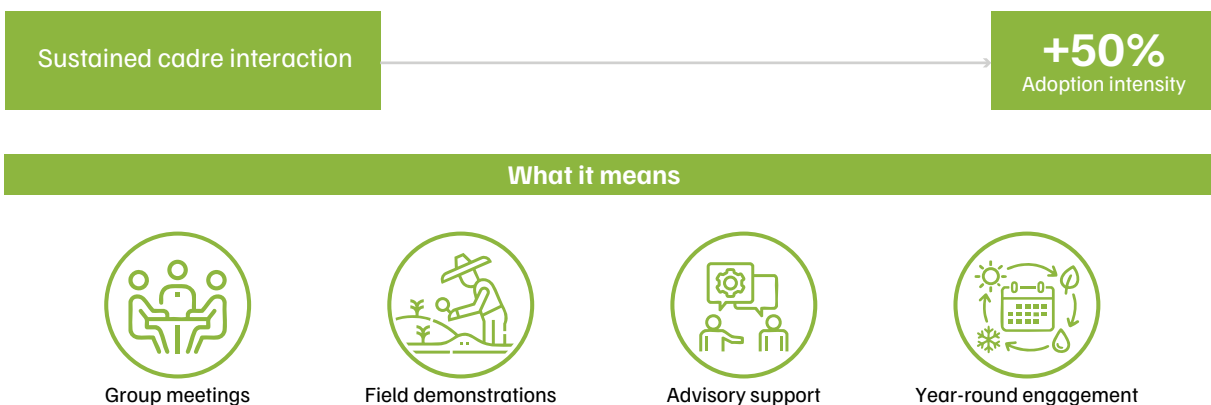 Sustained cadre interaction
+50%
Adoption intensity
What it means
Group meetings
Field demonstrations
Advisory support
Year-round engagement